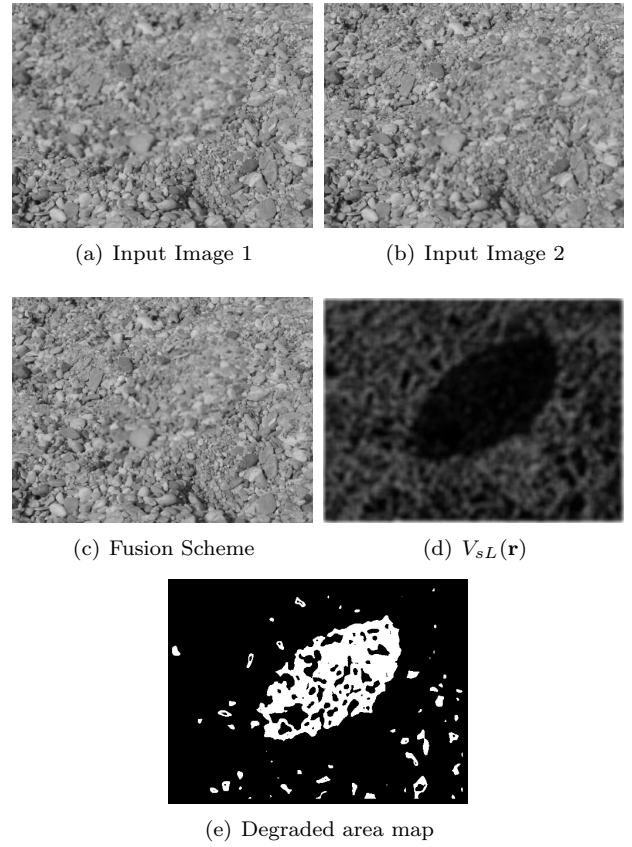 (a) Input Image 1
(b) Input Image 2
(c) Fusion Scheme
(d) V_{sL}(r)
(e) Degraded area map